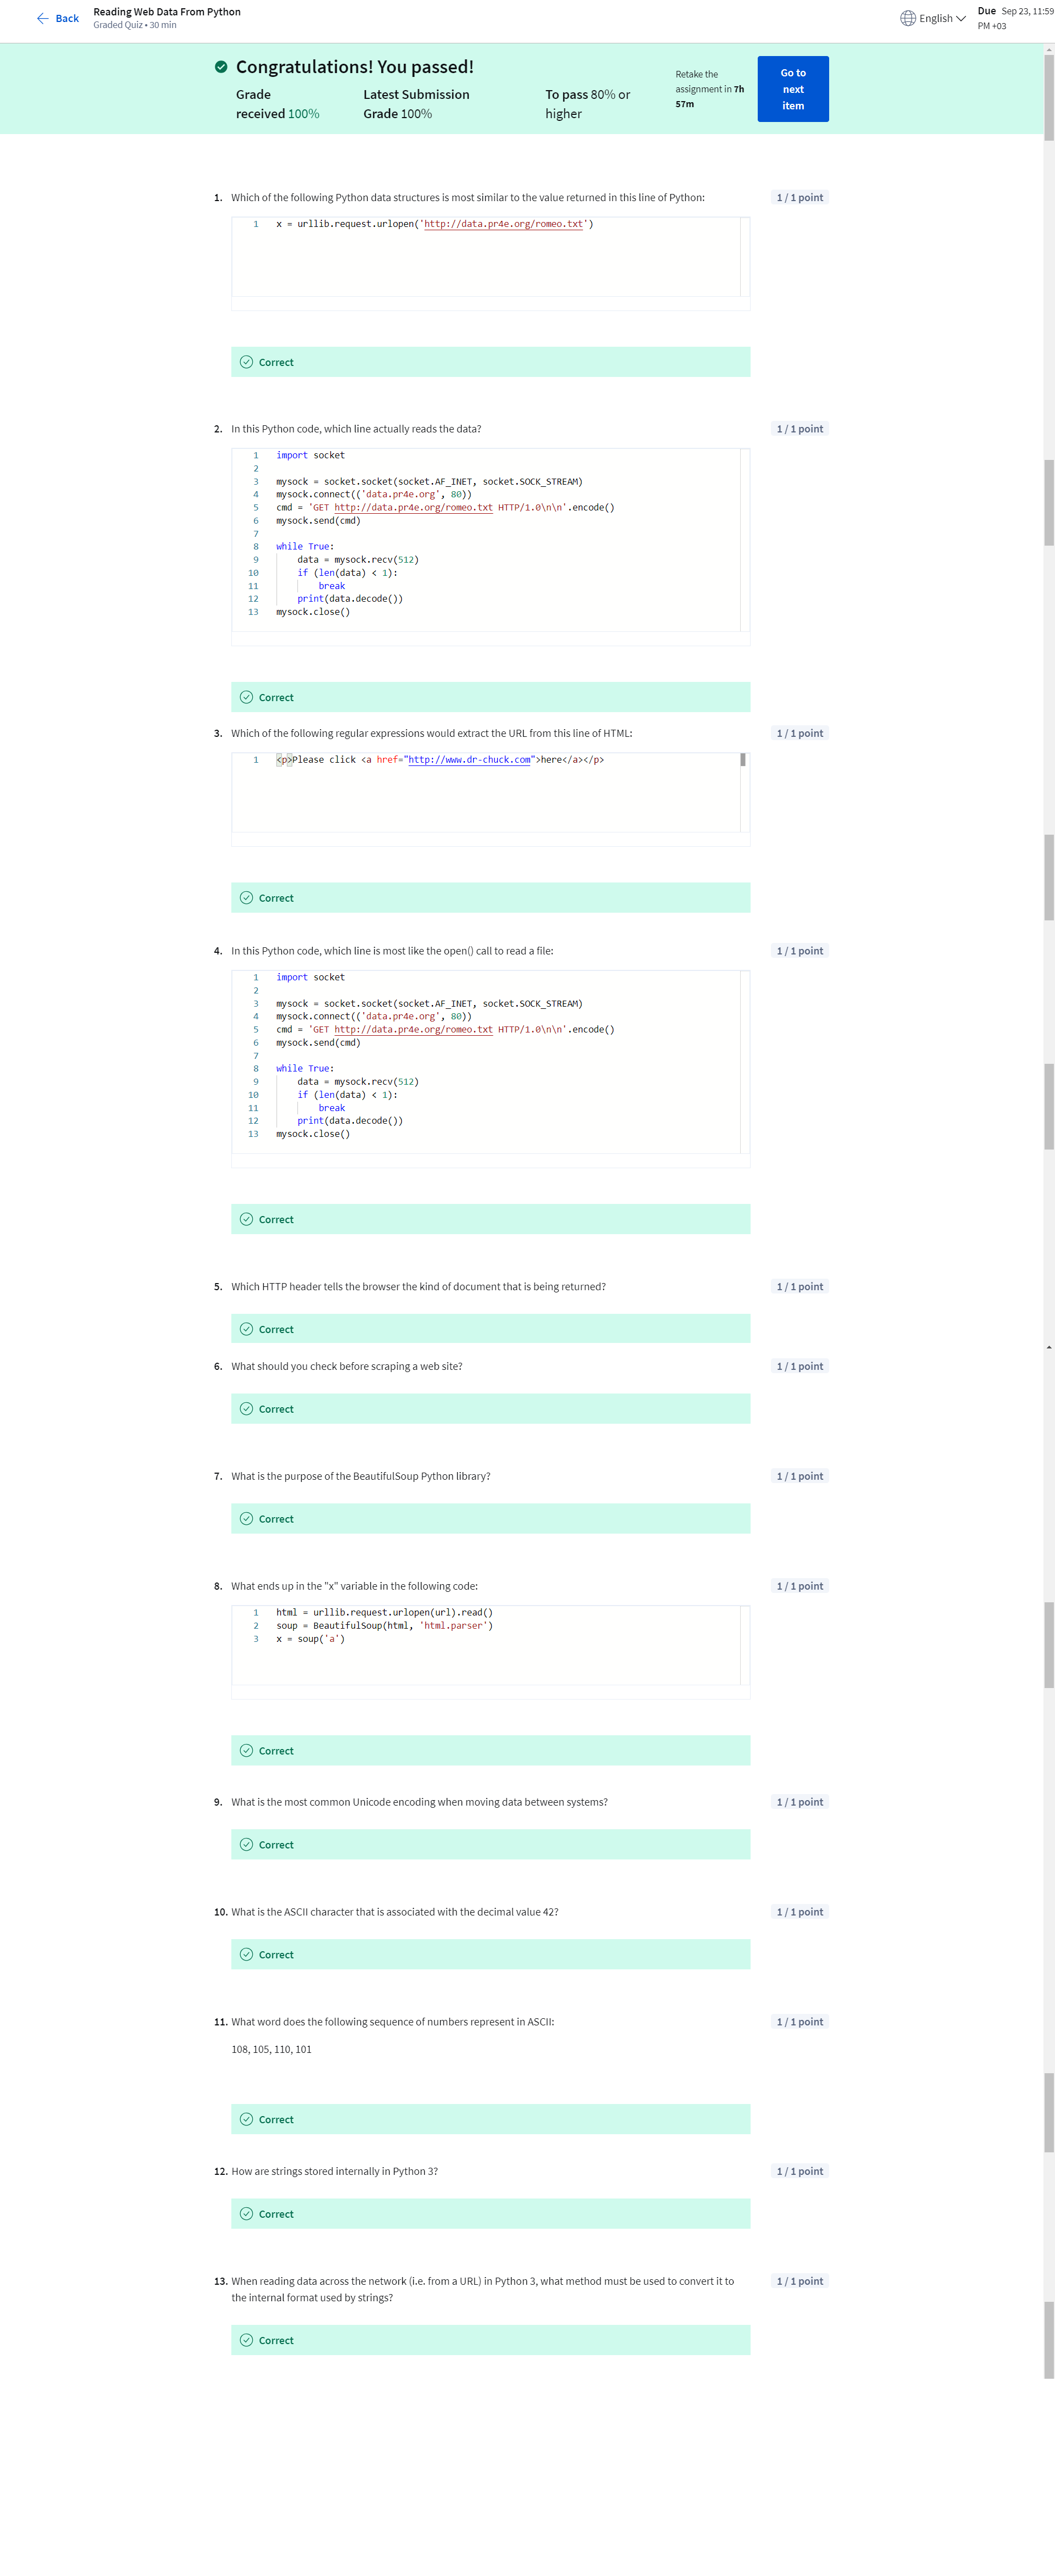 Back
Reading Web Data From Python
Graded Quiz • 30 min
English
Due Sep 23, 11:59
PM +03
Congratulations! You passed!
Grade
received 100%
Latest Submission
Grade 100%
To pass 80% or
higher
Retake the
assignment in 7h
57m
Go to
next
item
1. Which of the following Python data structures is most similar to the value returned in this line of Python:
1 / 1 point
1 x = urllib.request.urlopen('http://data.pr4e.org/romeo.txt')
Correct
2. In this Python code, which line actually reads the data?
1 / 1 point
1 import socket
2
3 mysock = socket.socket(socket.AF_INET, socket.SOCK_STREAM)
4 mysock.connect(('data.pr4e.org', 80))
5 cmd = 'GET http://data.pr4e.org/romeo.txt HTTP/1.0\n\n'.encode()
6 mysock.send(cmd)
7
8 while True:
9 data = mysock.recv(512)
10 if (len(data) < 1):
11 break
12 print(data.decode())
13 mysock.close()
Correct
3. Which of the following regular expressions would extract the URL from this line of HTML:
1 / 1 point
1 <p>Please click <a href="http://www.dr-chuck.com">here</a></p>
Correct
4. In this Python code, which line is most like the open() call to read a file:
1 / 1 point
1 import socket
2
3 mysock = socket.socket(socket.AF_INET, socket.SOCK_STREAM)
4 mysock.connect(('data.pr4e.org', 80))
5 cmd = 'GET http://data.pr4e.org/romeo.txt HTTP/1.0\n\n'.encode()
6 mysock.send(cmd)
7
8 while True:
9 data = mysock.recv(512)
10 if (len(data) < 1):
11 break
12 print(data.decode())
13 mysock.close()
Correct
5. Which HTTP header tells the browser the kind of document that is being returned?
1 / 1 point
Correct
6. What should you check before scraping a web site?
1 / 1 point
Correct
7. What is the purpose of the BeautifulSoup Python library?
1 / 1 point
Correct
8. What ends up in the "x" variable in the following code:
1 / 1 point
1 html = urllib.request.urlopen(url).read()
2 soup = BeautifulSoup(html, 'html.parser')
3 x = soup('a')
Correct
9. What is the most common Unicode encoding when moving data between systems?
1 / 1 point
Correct
10. What is the ASCII character that is associated with the decimal value 42?
1 / 1 point
Correct
11. What word does the following sequence of numbers represent in ASCII:
1 / 1 point
108, 105, 110, 101
Correct
12. How are strings stored internally in Python 3?
1 / 1 point
Correct
13. When reading data across the network (i.e. from a URL) in Python 3, what method must be used to convert it to
the internal format used by strings?
1 / 1 point
Correct